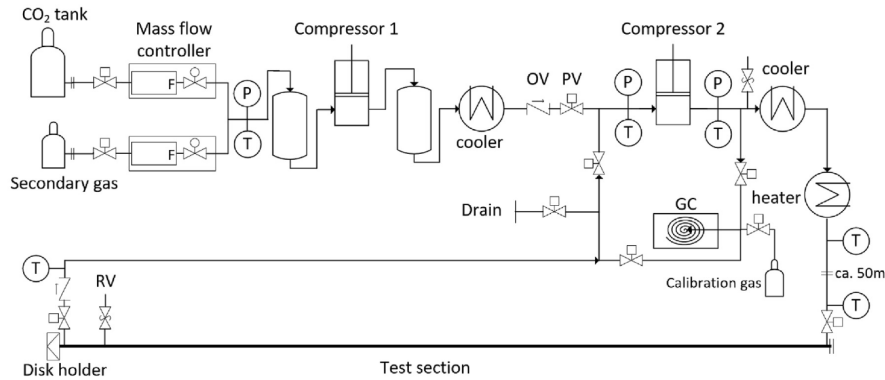 CO₂ tank
Mass flow
controller
Compressor 1
Compressor 2
F
P
T
OV
PV
P
T
P
T
cooler
cooler
F
Secondary gas
Drain
GC
heater
T
T
RV
Calibration gas
ca. 50m
T
Disk holder
Test section